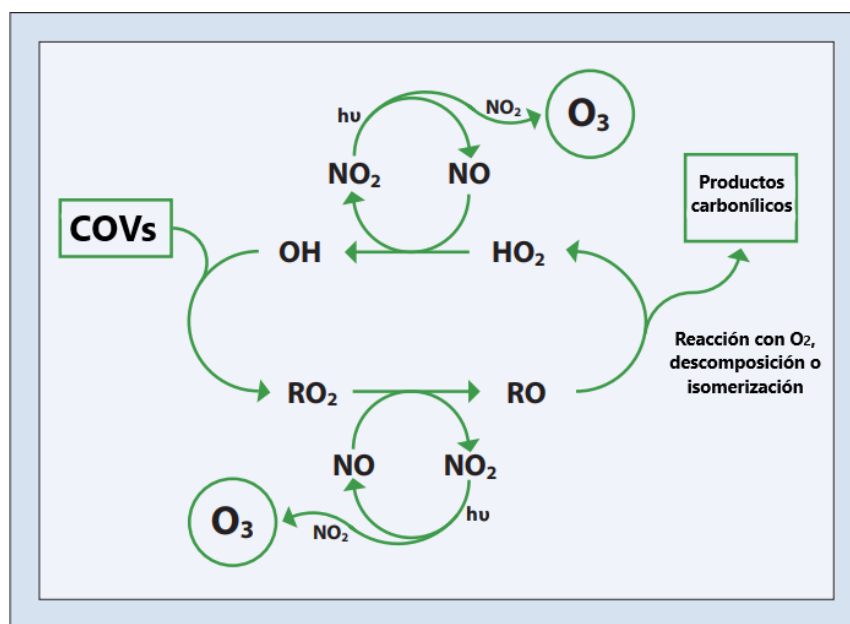 hυ
NO₂
O₃
NO₂
NO
Productos
carbonílicos
COVs
OH
HO₂
Reacción con O₂,
descomposición o
isomerización
RO₂
RO
NO
NO₂
O₃
NO₂
hυ